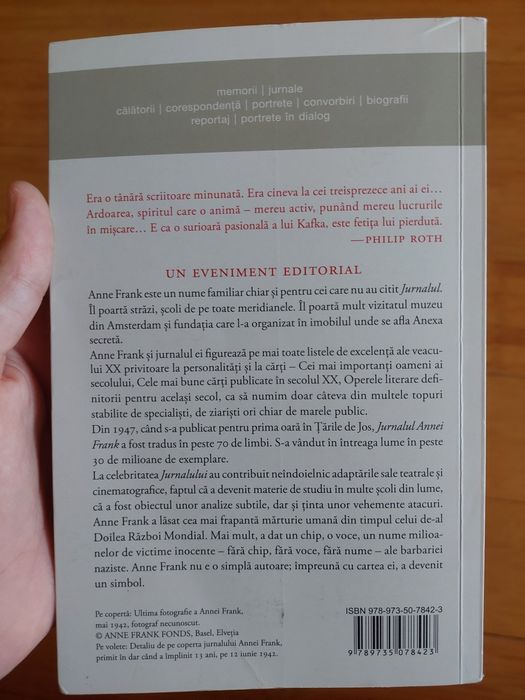 memorii | jurnale
călătorii | corespondență | portrete | convorbiri | biografii
reportaj | portrete în dialog
Era o tânără scriitoare minunată. Era cineva la cei treisprezece ani ai ei…
Ardoarea, spiritul care o animă – mereu activ, punând mereu lucrurile
în mișcare… E ca o surioară pasională a lui Kafka, este fetița lui pierdută.
—PHILIP ROTH
UN EVENIMENT EDITORIAL
Anne Frank este un nume familiar chiar și pentru cei care nu au citit Jurnalul.
Îl poartă străzi, școli de pe toate meridianele. Îl poartă mult vizitatul muzeu
din Amsterdam și fundația care l-a organizat în imobilul unde se afla Anexa
secretă.
Anne Frank și jurnalul ei figurează pe mai toate listele de excelență ale veacu-
lui XX privitoare la personalități și la cărți – Cei mai importanți oameni ai
secolului, Cele mai bune cărți publicate în secolul XX, Operele literare defi-
nitorii pentru același secol, ca să numim doar câteva din multele topuri
stabilite de specialiști, de ziariști ori chiar de marele public.
Din 1947, când s-a publicat pentru prima oară în Țările de Jos, Jurnalul Annei
Frank a fost tradus în peste 70 de limbi. S-a vândut în întreaga lume în peste
30 de milioane de exemplare.
La celebritatea Jurnalului au contribuit neîndoielnic adaptările sale teatrale și
cinematografice, faptul că a devenit materie de studiu în multe școli din lume,
că a fost obiectul unor analize subtile, dar și ținta unor vehemente atacuri.
Anne Frank a lăsat cea mai frapantă mărturie umană din timpul celui de-al
Doilea Război Mondial. Mai mult, a dat un chip, o voce, un nume milioa-
nelor de victime inocente – fără chip, fără voce, fără nume – ale barbariei
naziste. Anne Frank nu e o simplă autoare; împreună cu cartea ei, a devenit
un simbol.
Pe copertă: Ultima fotografie a Annei Frank,
mai 1942, fotograf necunoscut.
© ANNE FRANK FONDS, Basel, Elveția
Pe volete: Detaliu de pe coperta jurnalului Annei Frank,
primit în dar când a împlinit 13 ani, pe 12 iunie 1942.
ISBN 978-973-50-7842-3
9 789735 078423